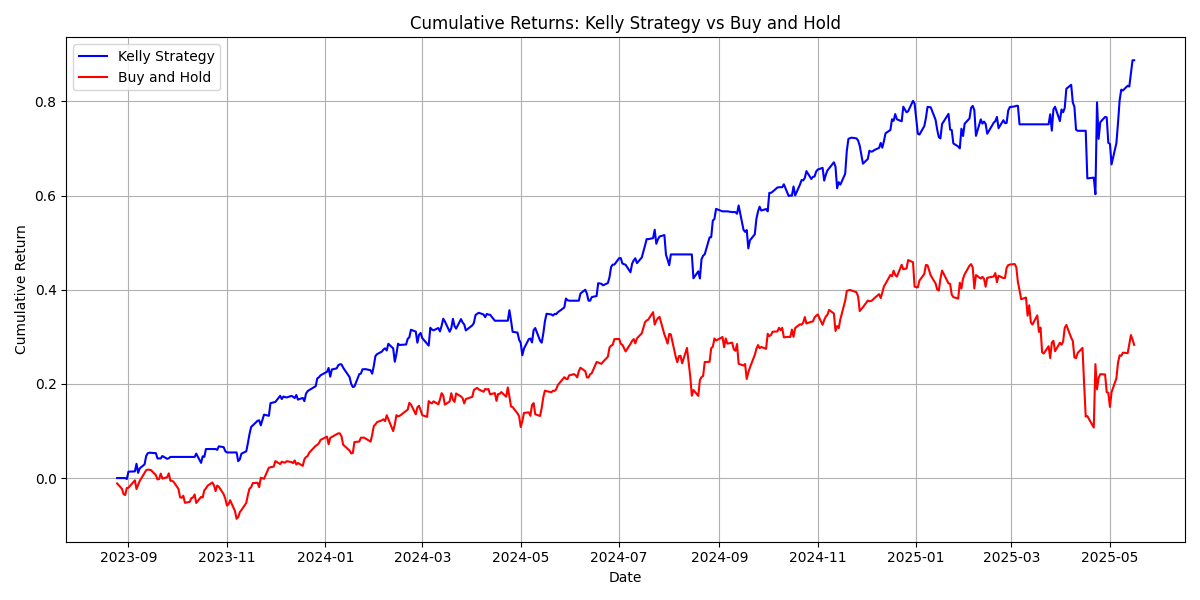 Cumulative Returns: Kelly Strategy vs Buy and Hold
Kelly Strategy
Buy and Hold
Cumulative Return
0.8
0.6
0.4
0.2
0.0
2023-09 2023-11 2024-01 2024-03 2024-05 2024-07 2024-09 2024-11 2025-01 2025-03 2025-05
Date